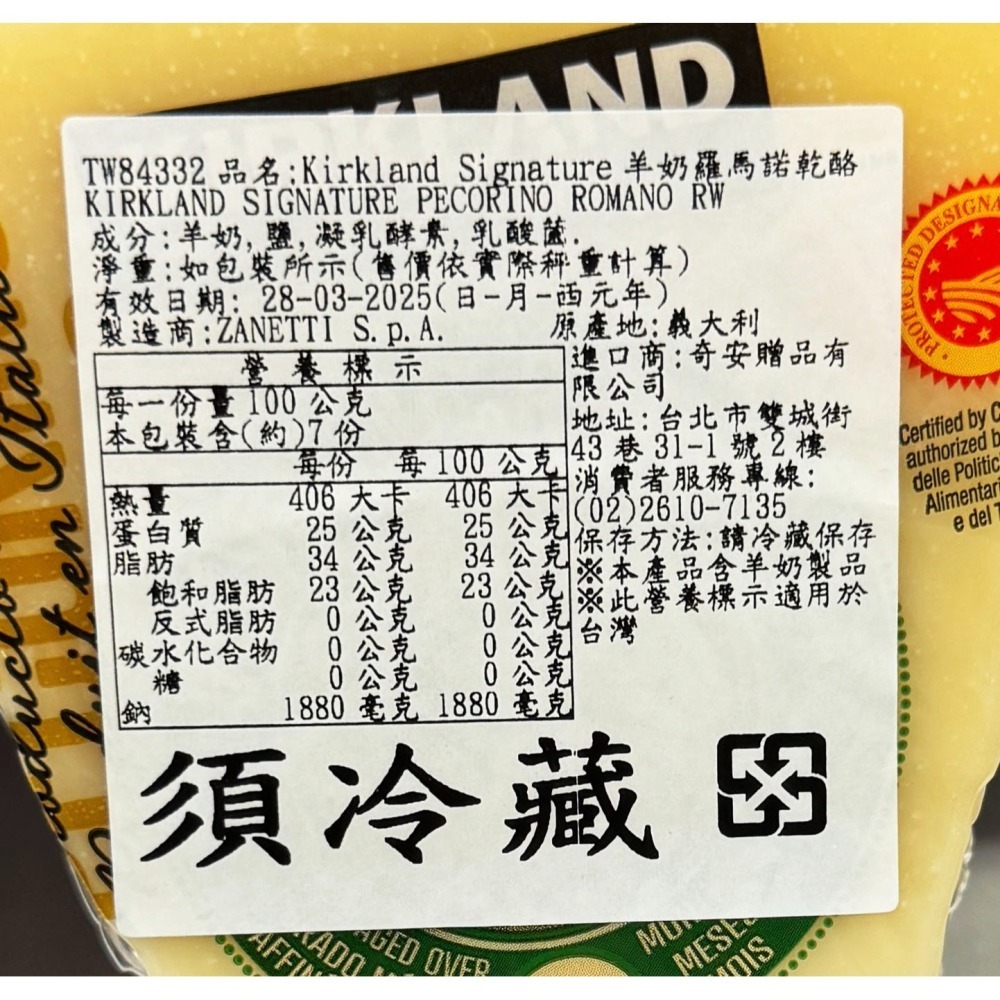 KIRKLAND
TW84332 品名:Kirkland Signature 羊奶羅馬諾乾酪
KIRKLAND SIGNATURE PECORINO ROMANO RW
成分:羊奶,鹽,凝乳酵素,乳酸菌.
淨重:如包裝所示(售價依實際秤重計算)
有效日期: 28-03-2025(日-月-西元年)
製造商:ZANETTI S.p.A. 原產地:義大利
營養標示
每一份量 100 公克
本包裝含(約)7 份
每份 每 100 公克
熱量 406 大卡 406 大卡
蛋白質 25 公克 25 公克
脂肪 34 公克 34 公克
飽和脂肪 23 公克 23 公克
反式脂肪 0 公克 0 公克
碳水化合物 0 公克 0 公克
糖 0 公克 0 公克
鈉 1880 毫克 1880 毫克
進口商:奇安贈品有
限公司
地址:台北市雙城街
43 巷 31-1 號 2 樓
消費者服務專線:
(02)2610-7135
保存方法:請冷藏保存
※本產品含羊奶製品
※此營養標示適用於
台灣
須冷藏
PROTECTED DESIGNA
Certified by C
authorized b
delle Politic
Alimentari
e del T
AGED OVER
MESES